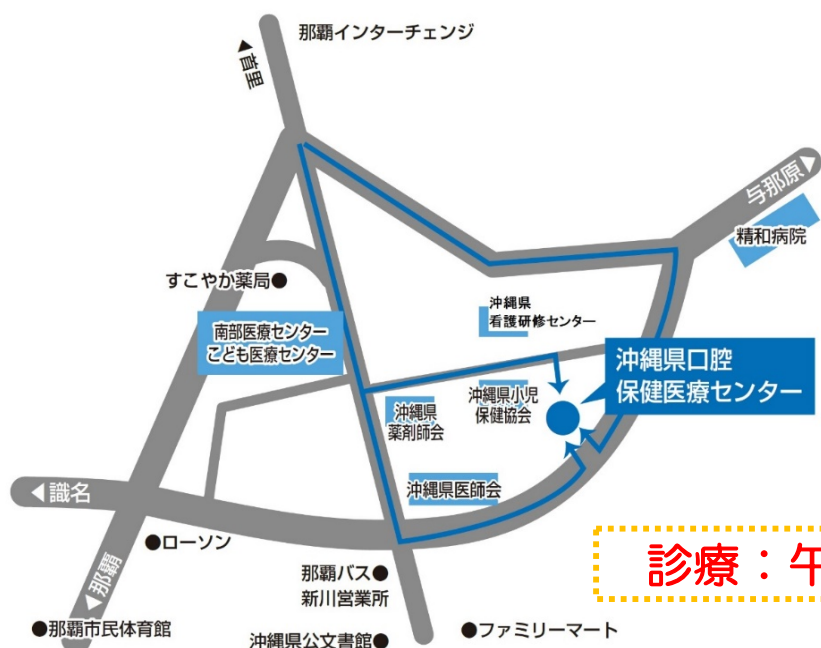 那覇インターチェンジ
◀首里
与那原▶
精和病院
すこやか薬局●
沖縄県
看護研修センター
南部医療センター
こども医療センター
沖縄県口腔
保健医療センター
沖縄県小児
保健協会
沖縄県
薬剤師会
沖縄県医師会
◀識名
●ローソン
◀那覇
那覇バス●
新川営業所
診療：午
●那覇市民体育館
沖縄県公文書館●
●ファミリーマート